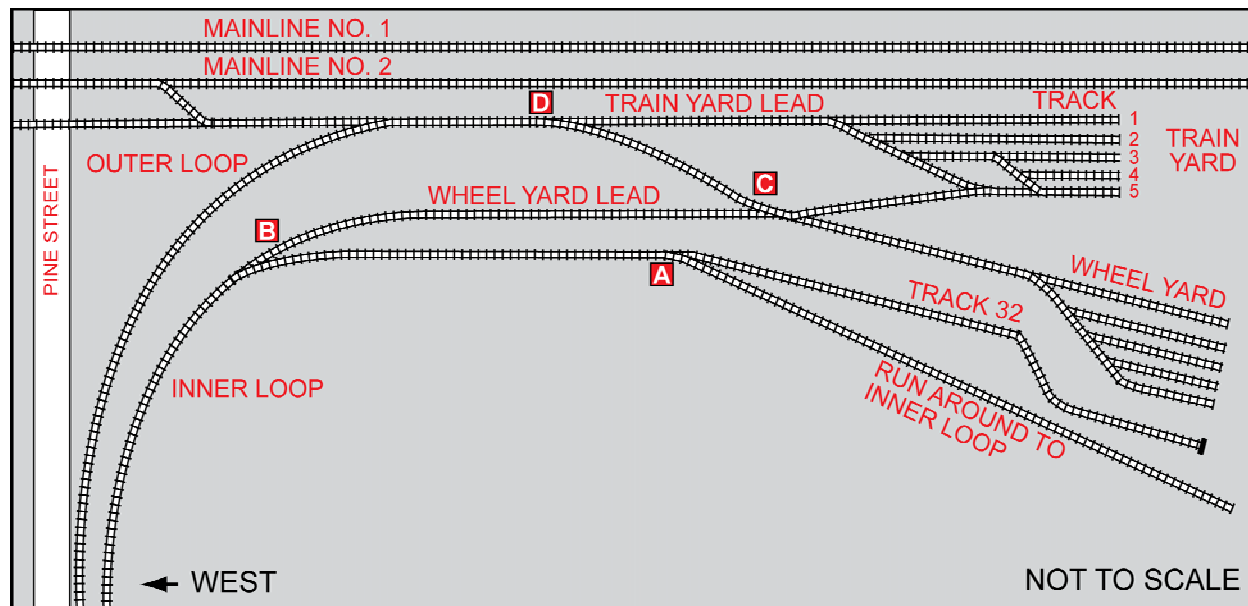 MAINLINE NO. 1
MAINLINE NO. 2
D
TRAIN YARD LEAD
TRACK
1
2
3
4
5
TRAIN
YARD
OUTER LOOP
C
WHEEL YARD LEAD
B
PINE STREET
A
WHEEL YARD
TRACK 32
INNER LOOP
RUN AROUND TO
INNER LOOP
WEST
NOT TO SCALE